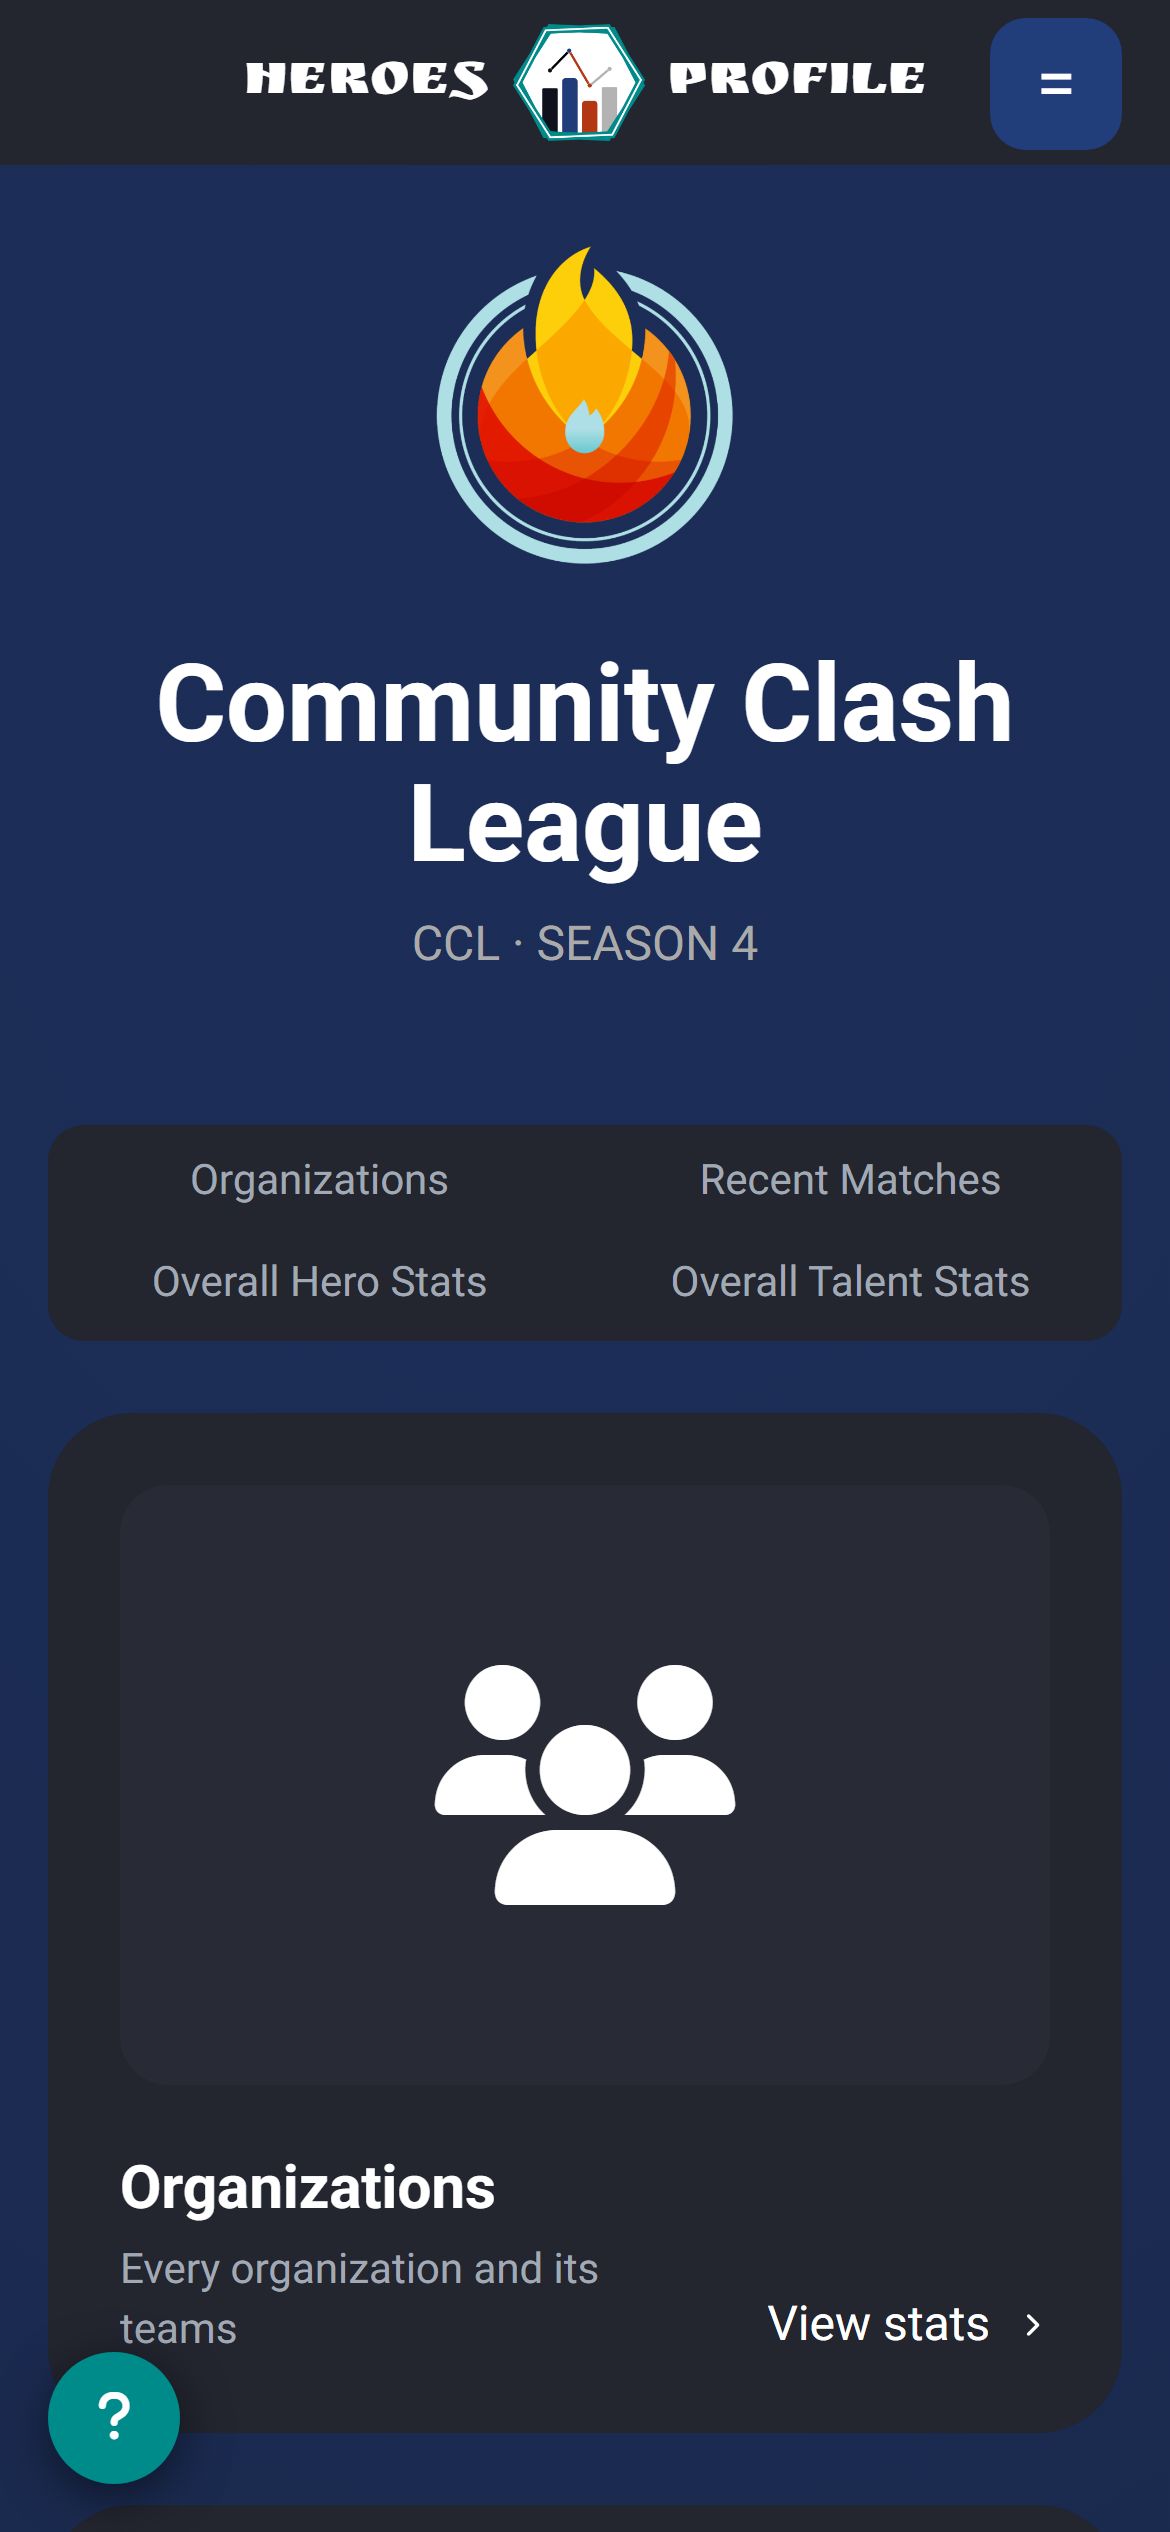 HEROES PROFILE
=
Community Clash
League
CCL · SEASON 4
Organizations
Recent Matches
Overall Hero Stats
Overall Talent Stats
Organizations
Every organization and its
teams
View stats
?